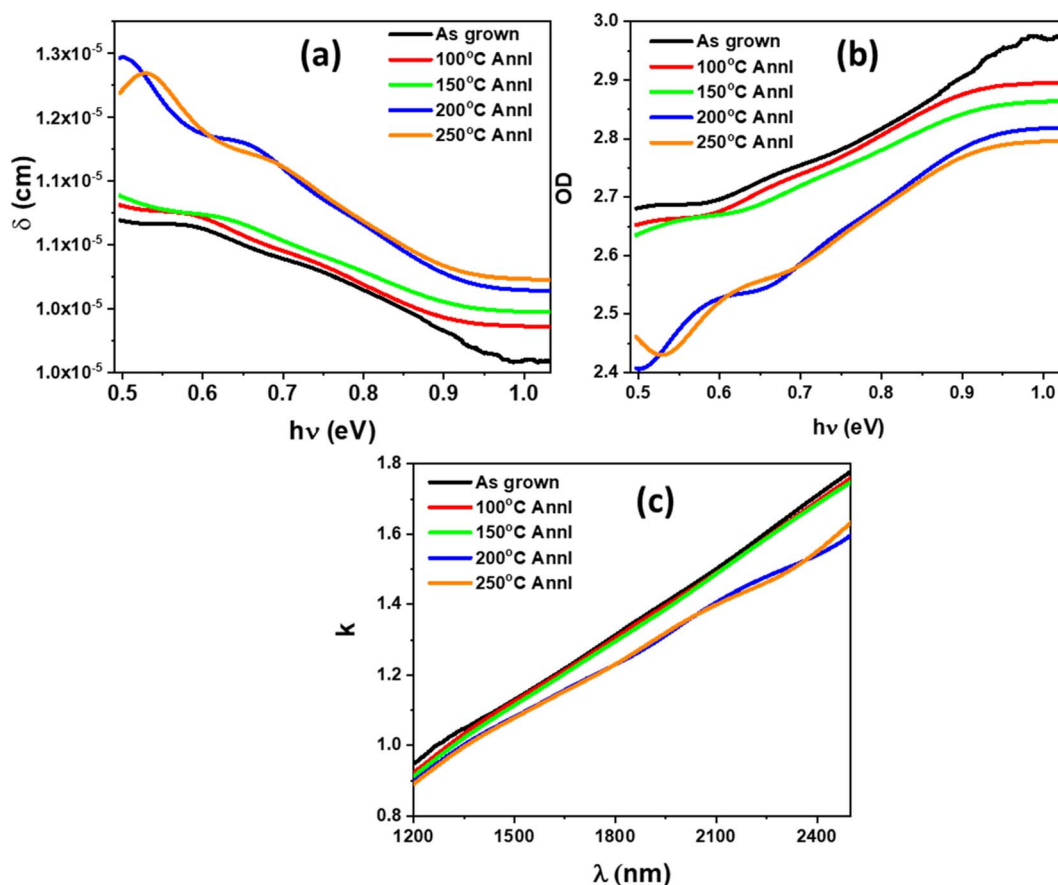 (a)
As grown
100°C Annl
150°C Annl
200°C Annl
250°C Annl
1.3x10⁻⁵
1.2x10⁻⁵
1.1x10⁻⁵
1.1x10⁻⁵
1.0x10⁻⁵
1.0x10⁻⁵
δ (cm)
0.5 0.6 0.7 0.8 0.9 1.0
hν (eV)
(b)
As grown
100°C Annl
150°C Annl
200°C Annl
250°C Annl
3.0
2.9
2.8
2.7
2.6
2.5
2.4
OD
0.5 0.6 0.7 0.8 0.9 1.0
hν (eV)
(c)
As grown
100°C Annl
150°C Annl
200°C Annl
250°C Annl
1.8
1.6
1.4
1.2
1.0
0.8
k
1200 1500 1800 2100 2400
λ (nm)